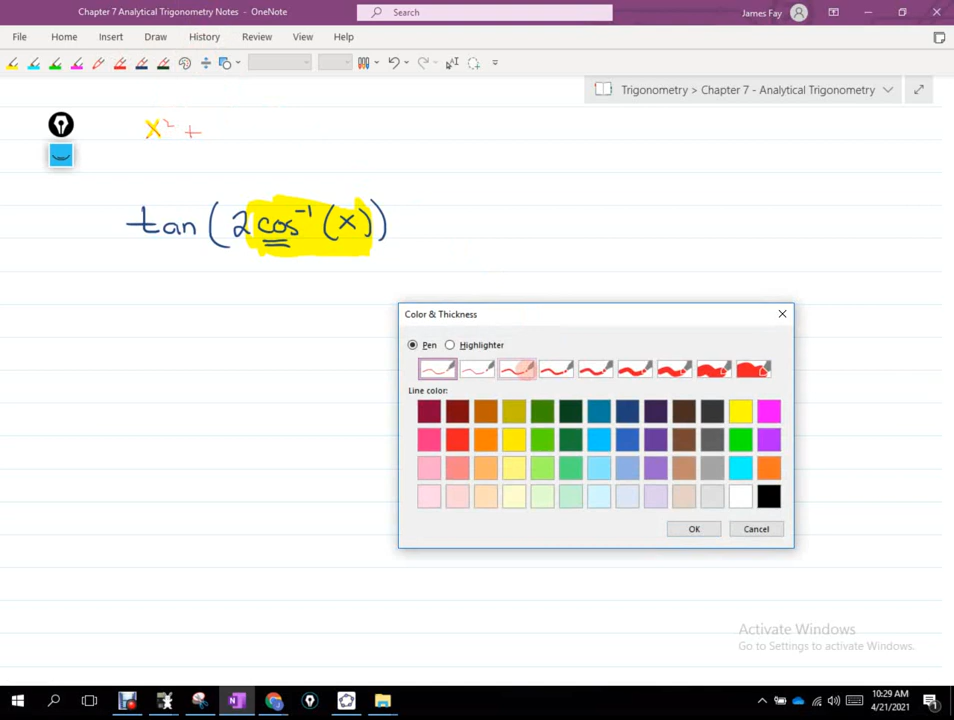 Chapter 7 Analytical Trigonometry Notes - OneNote
Search
James Fay
File Home Insert Draw History Review View Help
Trigonometry > Chapter 7 - Analytical Trigonometry
x² +
tan(2cos⁻¹(x))
Color & Thickness
Pen Highlighter
Line color:
OK Cancel
Activate Windows
Go to Settings to activate Windows.
10:29 AM
4/21/2021